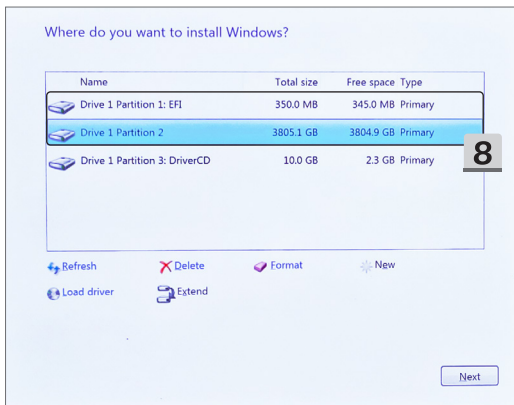 Where do you want to install Windows?
Name Total size Free space Type
Drive 1 Partition 1: EFI 350.0 MB 345.0 MB Primary
Drive 1 Partition 2 3805.1 GB 3804.9 GB Primary
Drive 1 Partition 3: DriverCD 10.0 GB 2.3 GB Primary
8
Refresh Delete Format New
Load driver Extend
Next